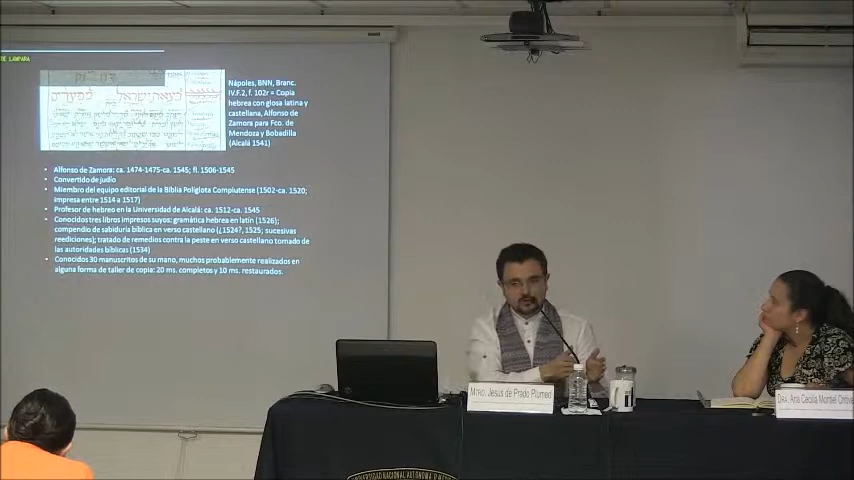 DE LAMPARA
Nápoles, BNN, Branc.
IV.F.2, f. 102r = Copia
hebrea con glosa latina y
castellana, Alfonso de
Zamora para Fco. de
Mendoza y Bobadilla
(Alcalá 1541)
• Alfonso de Zamora: ca. 1474-1475-ca. 1545; fl. 1506-1545
• Convertido de judío
• Miembro del equipo editorial de la Biblia Políglota Complutense (1502-ca. 1520;
impresa entre 1514 a 1517)
• Profesor de hebreo en la Universidad de Alcalá: ca. 1512-ca. 1545
• Conocidos tres libros impresos suyos: gramática hebrea en latín (1526);
compendio de sabiduría bíblica en verso castellano (¿1524?, 1525; sucesivas
reediciones); tratado de remedios contra la peste en verso castellano tomado de
las autoridades bíblicas (1534)
• Conocidos 30 manuscritos de su mano, muchos probablemente realizados en
alguna forma de taller de copia: 20 ms. completos y 10 ms. restaurados.
MTRO. Jesús de Prado Plumed
DRA. Ana Cecilia Montiel Ontive
UNIVERSIDAD NACIONAL AUTÓNOMA D